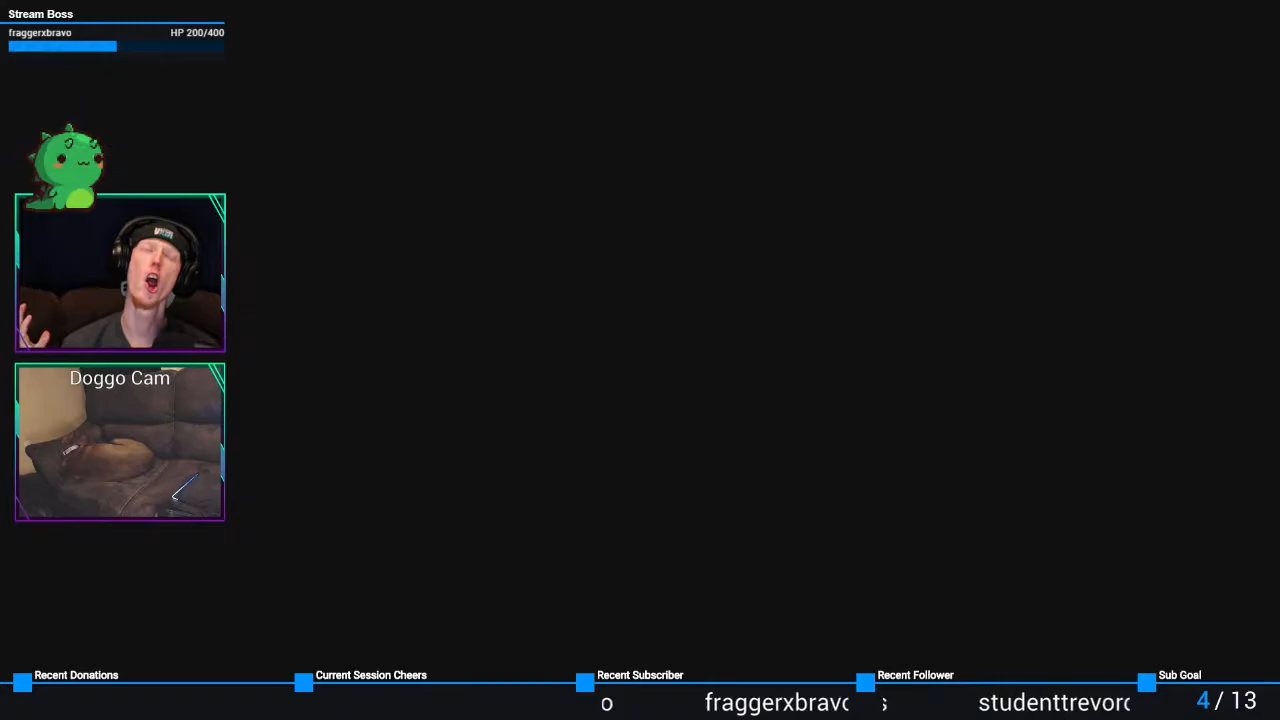 Stream Boss
fraggerxbravo HP 200/400
Doggo Cam
Recent Donations
Current Session Cheers
Recent Subscriber
o fraggerxbravo
Recent Follower
s studenttrevoro
Sub Goal
4 / 13